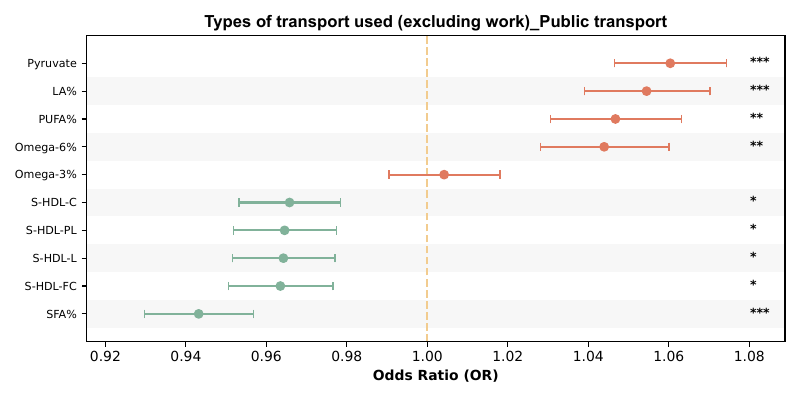 Types of transport used (excluding work)_Public transport
Pyruvate ***
LA% ***
PUFA% **
Omega-6% **
Omega-3%
S-HDL-C *
S-HDL-PL *
S-HDL-L *
S-HDL-FC *
SFA% ***
0.92 0.94 0.96 0.98 1.00 1.02 1.04 1.06 1.08
Odds Ratio (OR)